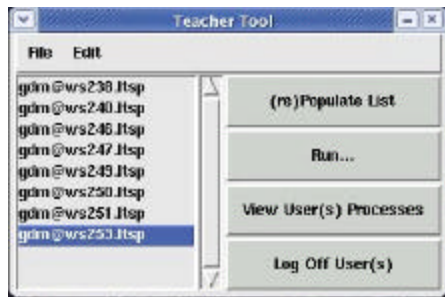 Teacher Tool
File Edit
gdm@ws238.ltsp
gdm@ws240.ltsp
gdm@ws246.ltsp
gdm@ws247.ltsp
gdm@ws249.ltsp
gdm@ws250.ltsp
gdm@ws251.ltsp
gdm@ws253.ltsp
(re)Populate List
Run...
View User(s) Processes
Log Off User(s)